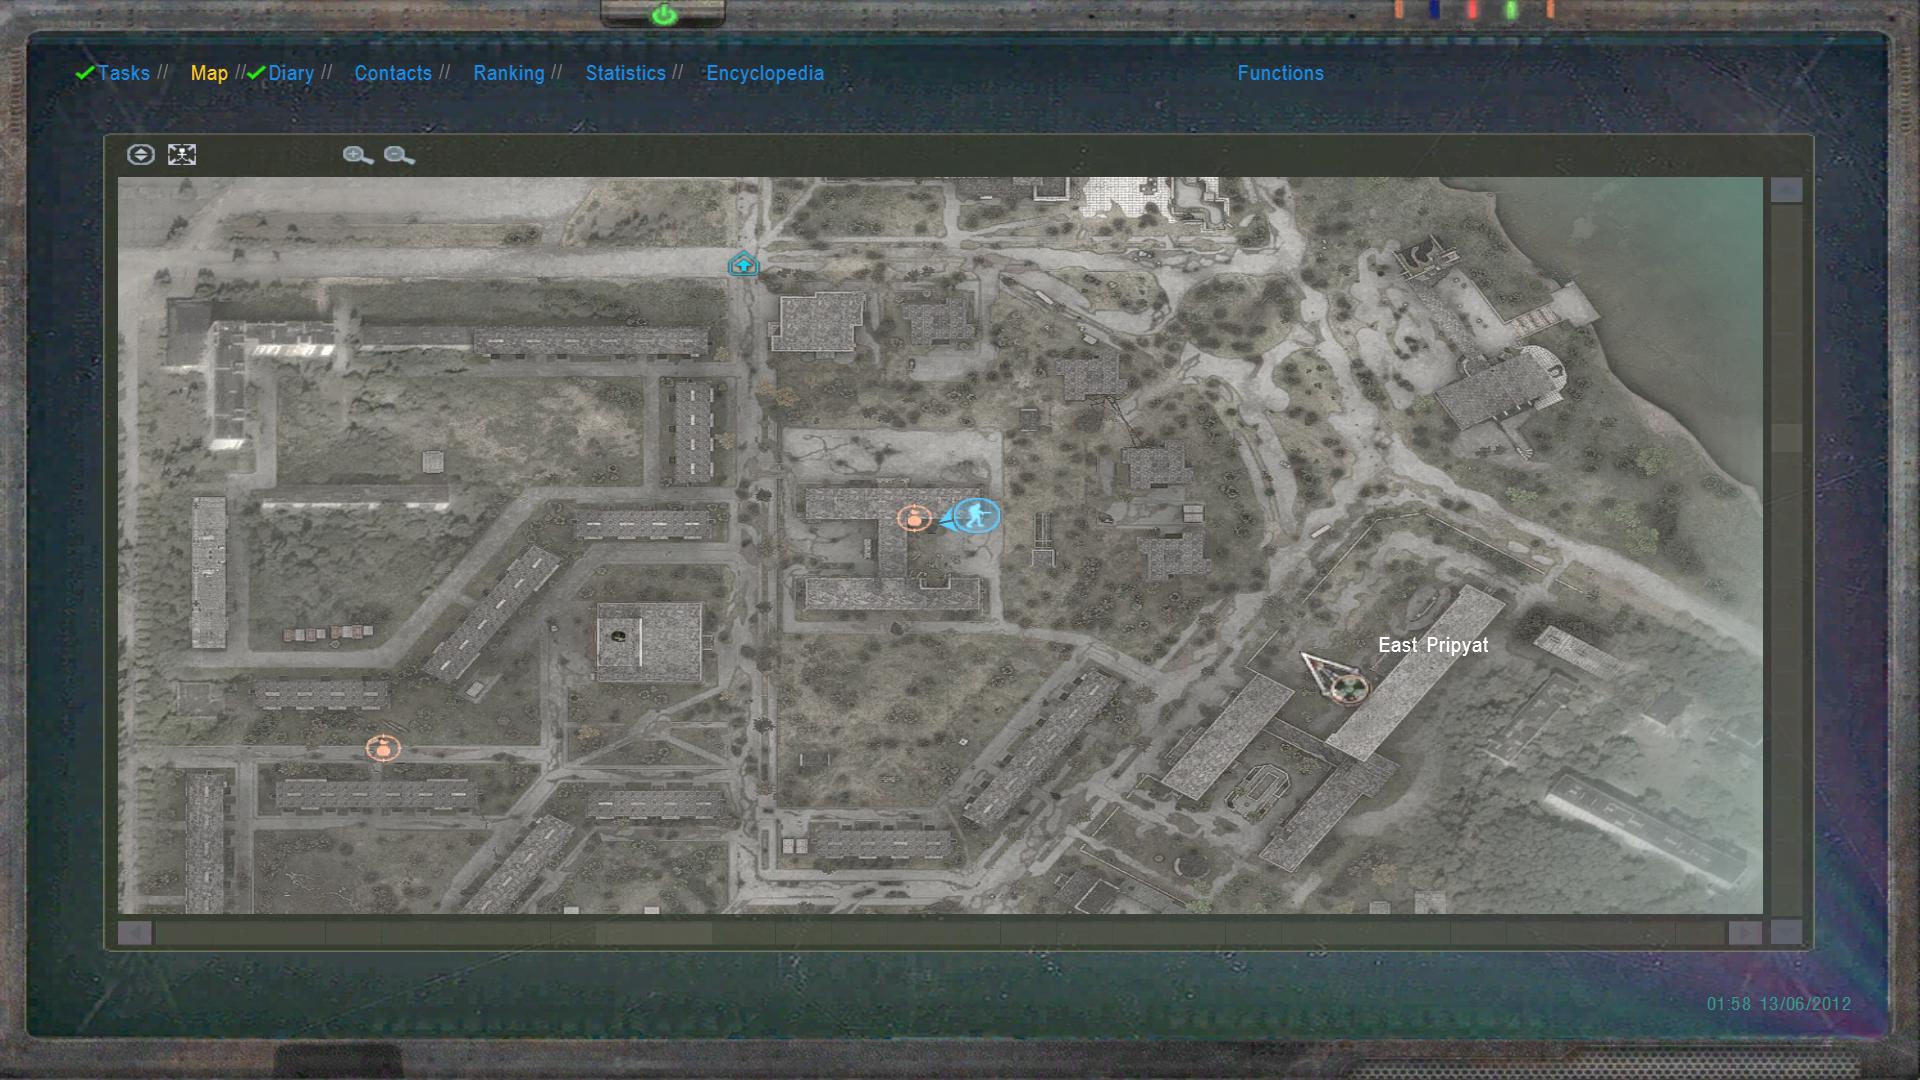 Tasks // Map // Diary // Contacts // Ranking // Statistics // Encyclopedia Functions
East Pripyat
01:58 13/06/2012